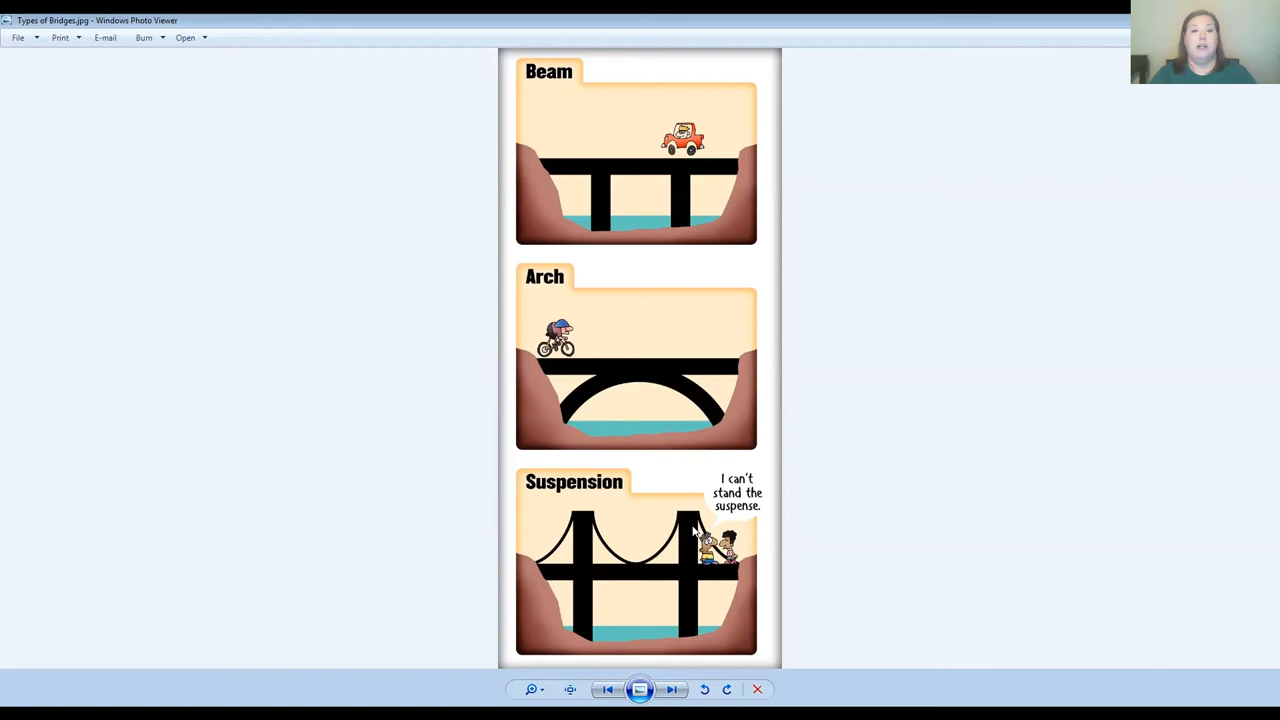 Types of Bridges.jpg - Windows Photo Viewer
File Print E-mail Burn Open
Beam
Arch
Suspension
I can't
stand the
suspense.